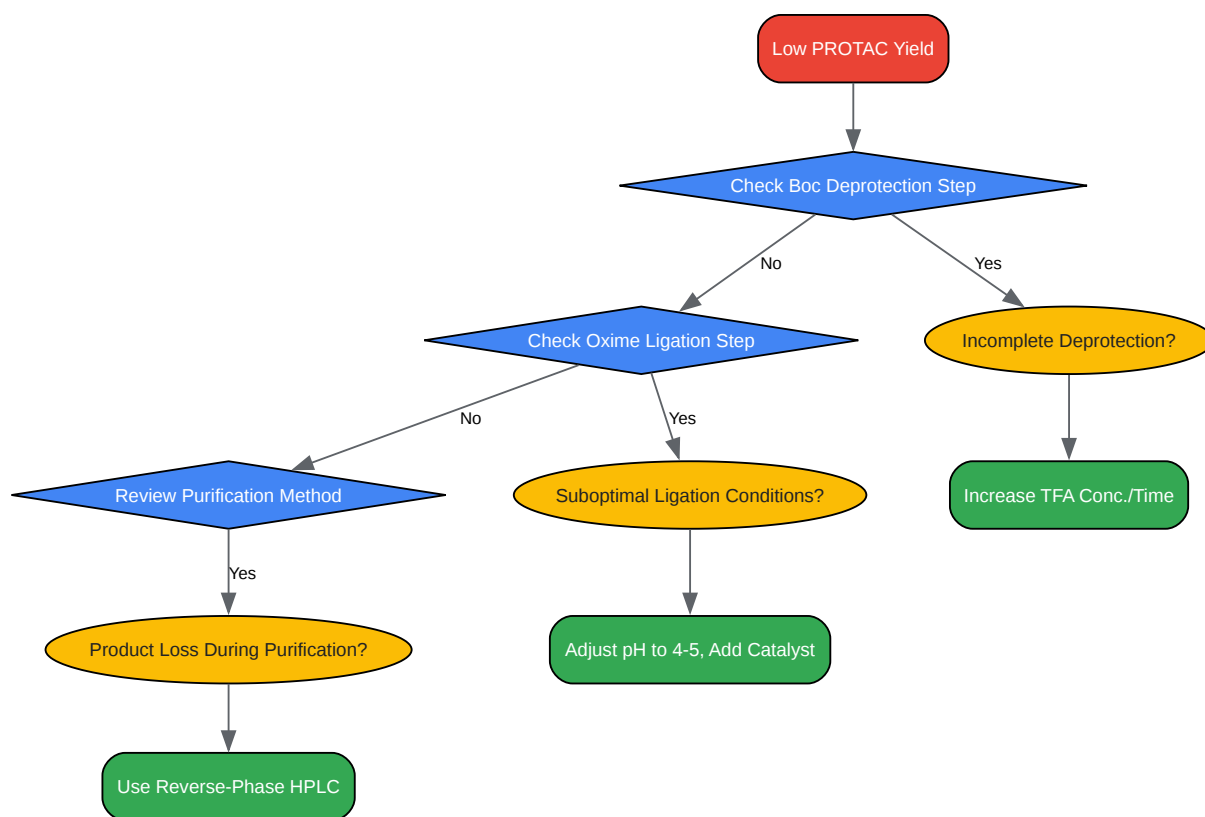 Low PROTAC Yield
Check Boc Deprotection Step
No
Yes
Check Oxime Ligation Step
Incomplete Deprotection?
No
Yes
Review Purification Method
Suboptimal Ligation Conditions?
Increase TFA Conc./Time
Yes
Product Loss During Purification?
Adjust pH to 4-5, Add Catalyst
Use Reverse-Phase HPLC